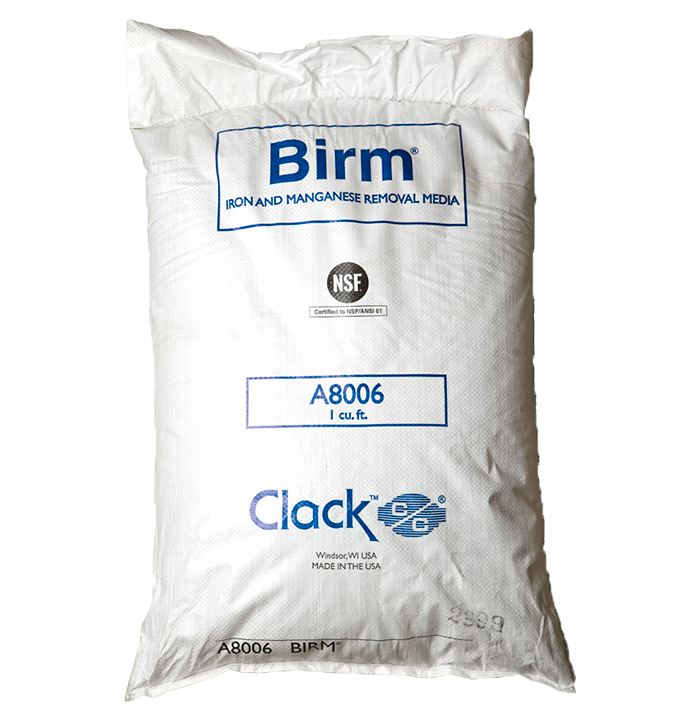 Birm®
IRON AND MANGANESE REMOVAL MEDIA
NSF
Certified to NSF/ANSI 61
A8006
1 cu. ft.
Clack™ C/C®
Windsor, WI USA
MADE IN THE USA
A8006 BIRM®